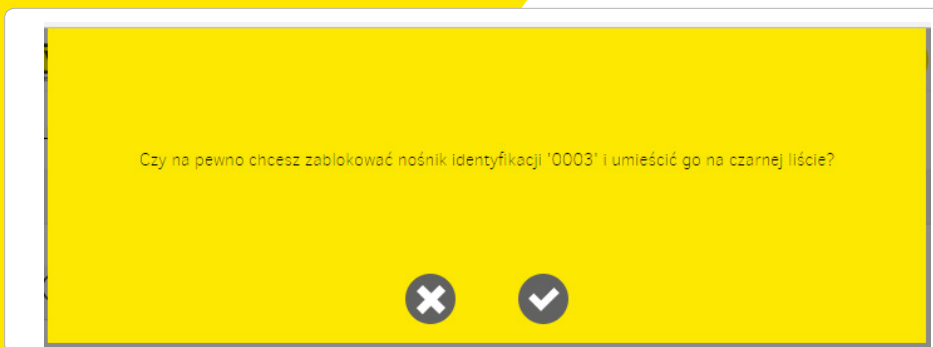 Czy na pewno chcesz zablokować nośnik identyfikacji '0003' i umieścić go na czarnej liście?